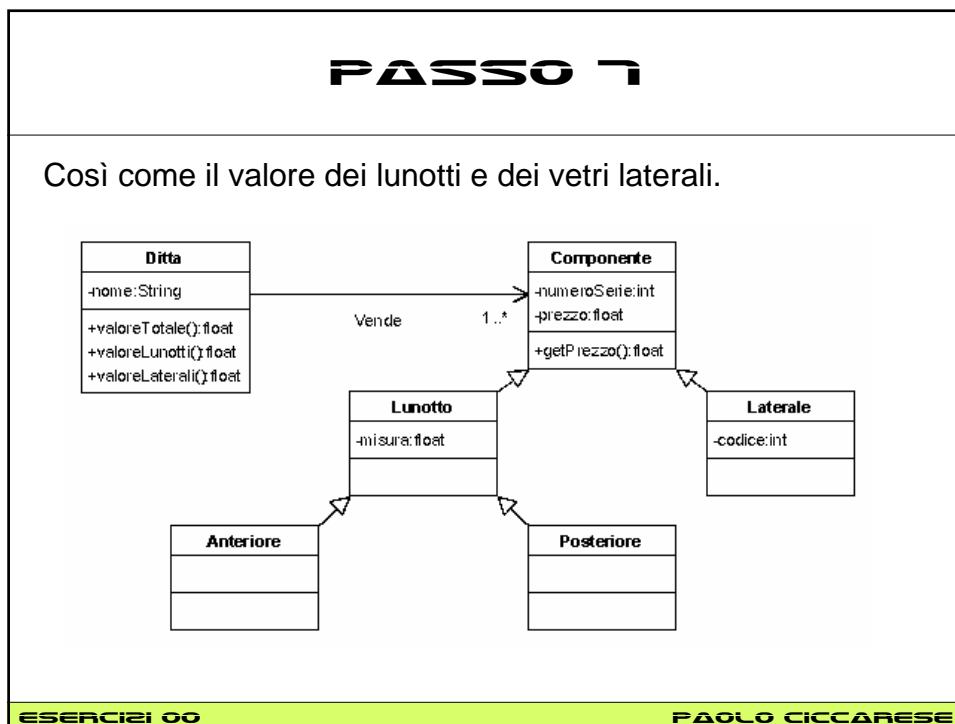 PASSO 7
Così come il valore dei lunotti e dei vetri laterali.
Ditta
-nome:String
+valoreTotale():float
+valoreLunotti():float
+valoreLaterali():float
Vende
1..*
Componente
-numeroSerie:int
-prezzo:float
+getPrezzo():float
Lunotto
-misura:float
Laterale
-codice:int
Anteriore
Posteriore
ESERCIZI 00
PAOLO CICCARESE